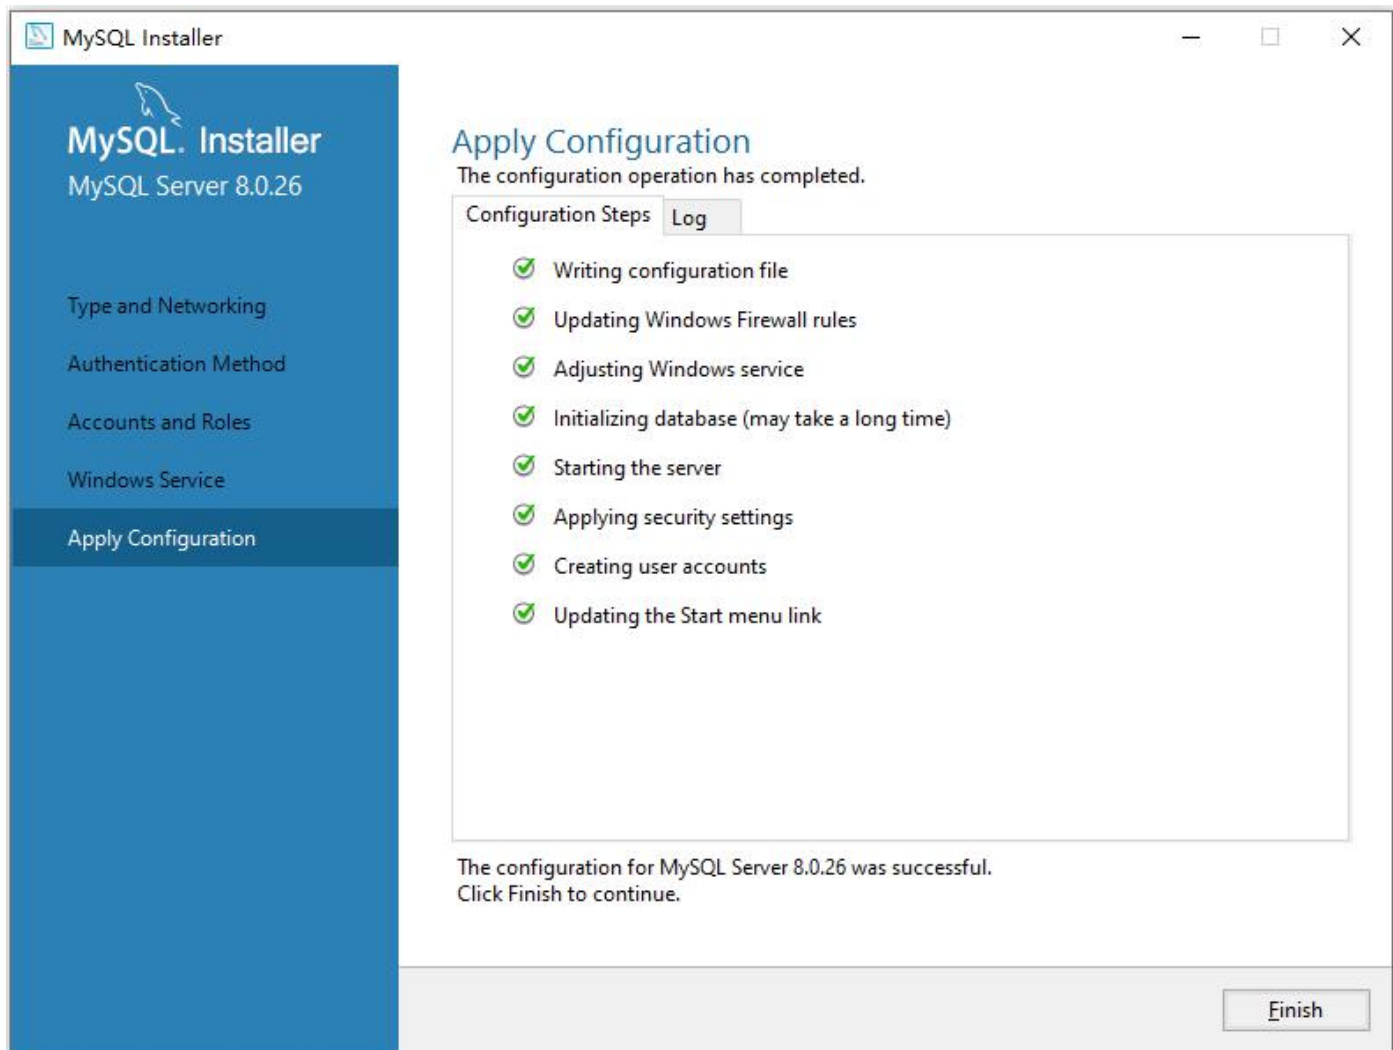 MySQL Installer
MySQL. Installer
MySQL Server 8.0.26
Type and Networking
Authentication Method
Accounts and Roles
Windows Service
Apply Configuration
Apply Configuration
The configuration operation has completed.
Configuration Steps
Log
Writing configuration file
Updating Windows Firewall rules
Adjusting Windows service
Initializing database (may take a long time)
Starting the server
Applying security settings
Creating user accounts
Updating the Start menu link
The configuration for MySQL Server 8.0.26 was successful.
Click Finish to continue.
Finish